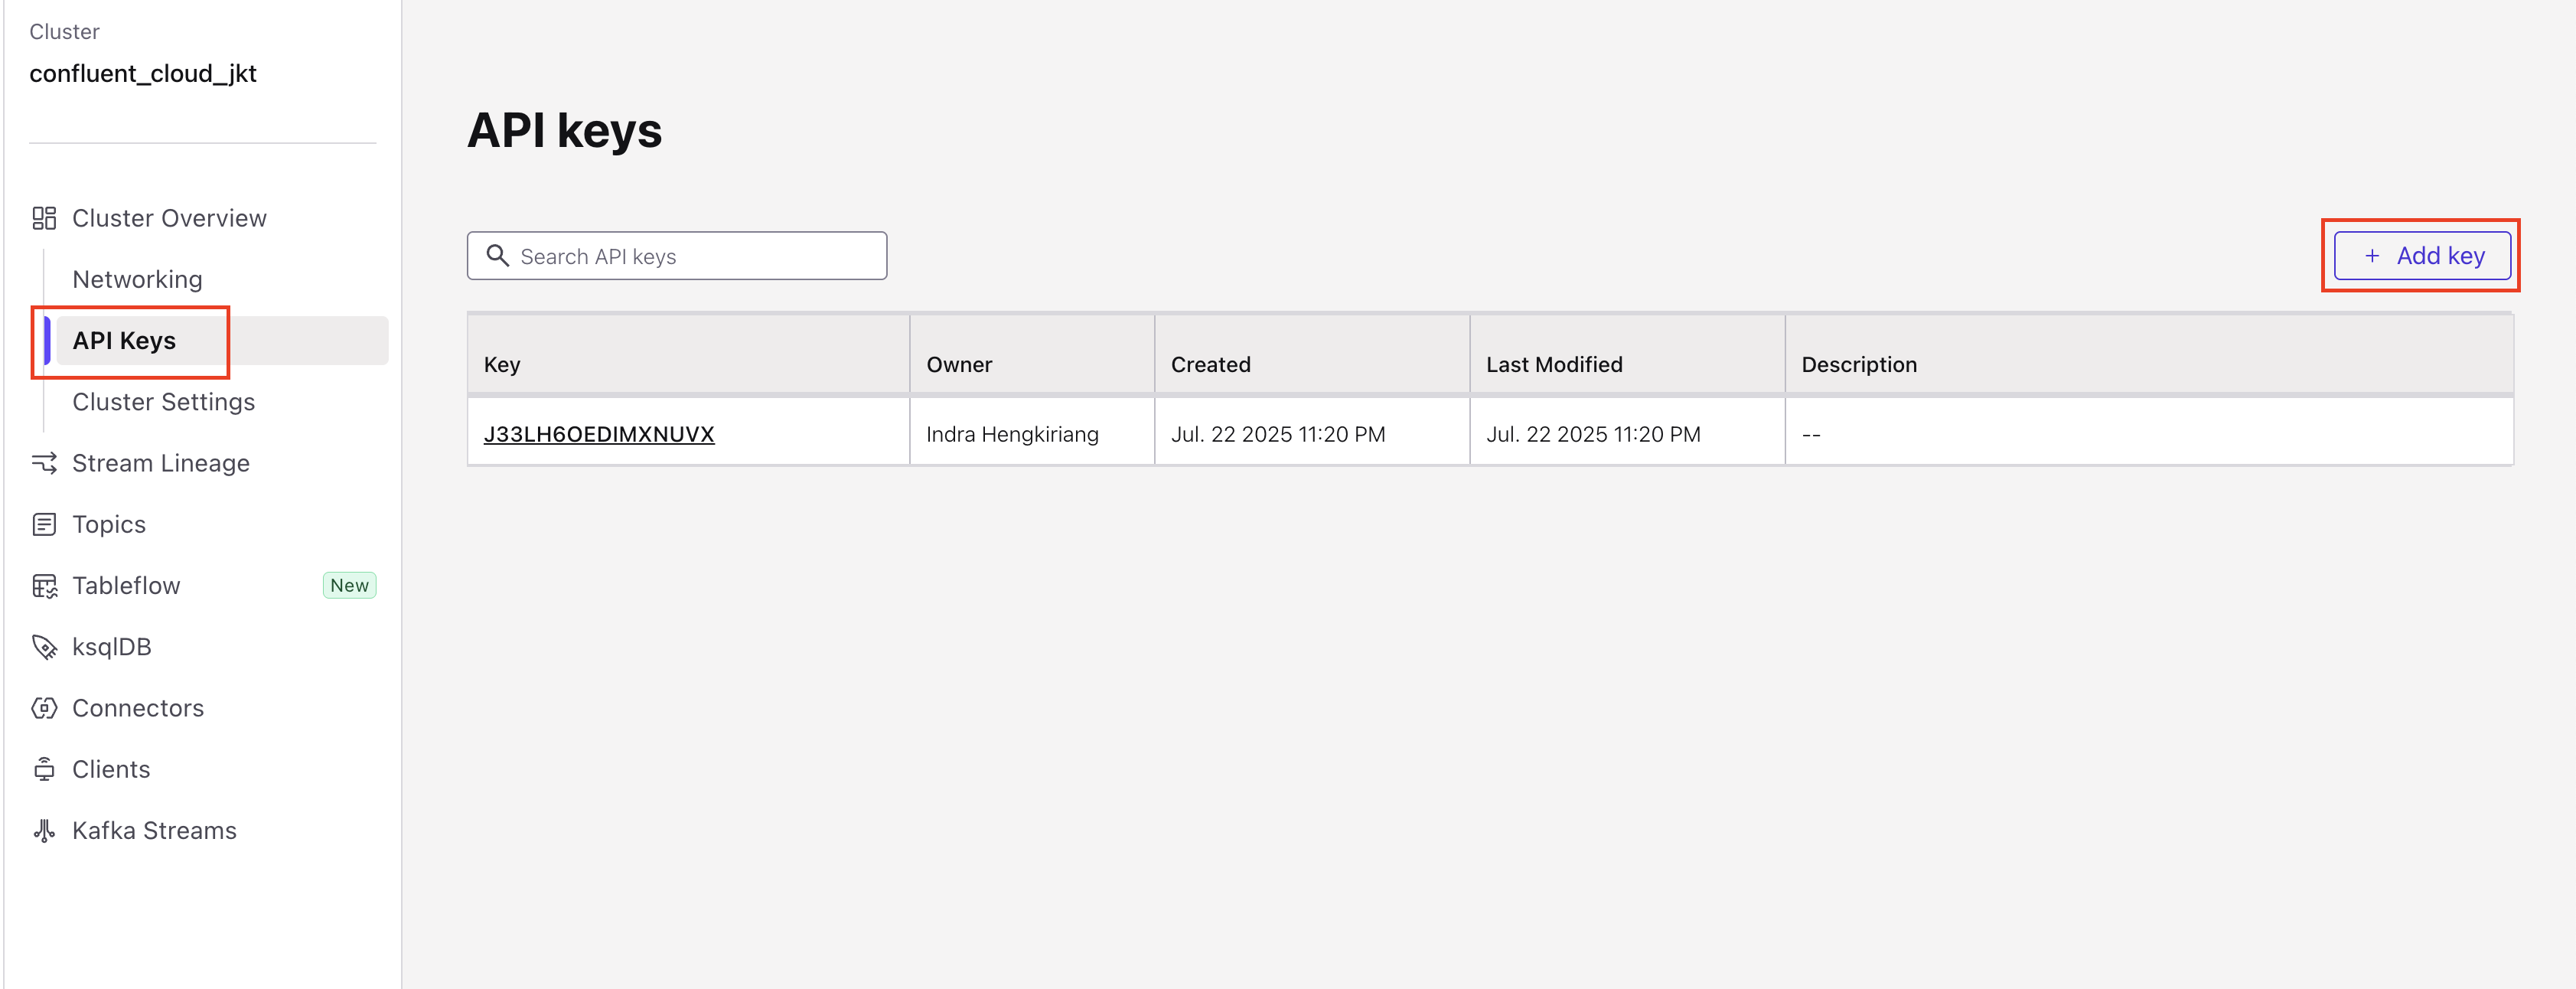 Cluster
confluent_cloud_jkt
Cluster Overview
Networking
API Keys
Cluster Settings
Stream Lineage
Topics
Tableflow New
ksqlDB
Connectors
Clients
Kafka Streams
API keys
Search API keys
+ Add key
Key Owner Created Last Modified Description
J33LH6OEDIMXNUVX Indra Hengkiriang Jul. 22 2025 11:20 PM Jul. 22 2025 11:20 PM --